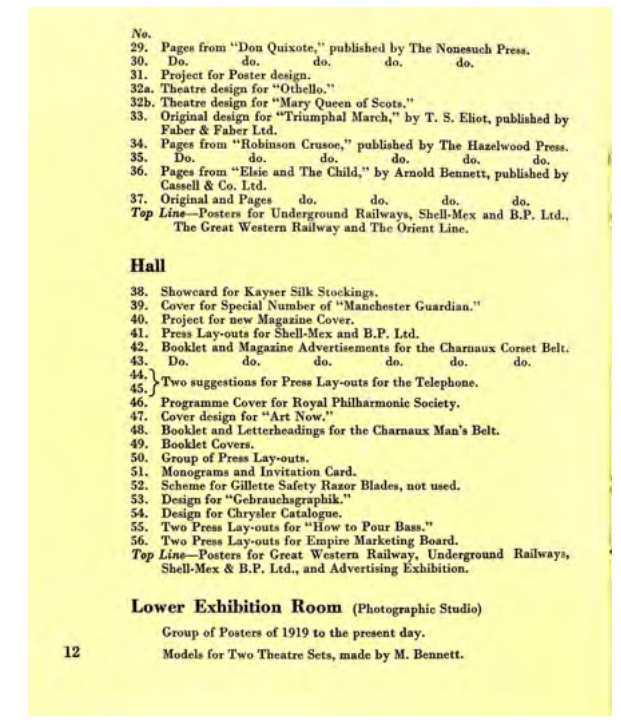 No.
29. Pages from "Don Quixote," published by The Nonesuch Press.
30. Do. do. do. do. do.
31. Project for Poster design.
32a. Theatre design for "Othello."
32b. Theatre design for "Mary Queen of Scots."
33. Original design for "Triumphal March," by T. S. Eliot, published by
Faber & Faber Ltd.
34. Pages from "Robinson Crusoe," published by The Hazelwood Press.
35. Do. do. do. do. do. do.
36. Pages from "Elsie and The Child," by Arnold Bennett, published by
Cassell & Co. Ltd.
37. Original and Pages do. do. do. do.
Top Line—Posters for Underground Railways, Shell-Mex and B.P. Ltd.,
The Great Western Railway and The Orient Line.
Hall
38. Showcard for Kayser Silk Stockings.
39. Cover for Special Number of "Manchester Guardian."
40. Project for new Magazine Cover.
41. Press Lay-outs for Shell-Mex and B.P. Ltd.
42. Booklet and Magazine Advertisements for the Charnaux Corset Belt.
43. Do. do. do. do. do. do.
44.
45. } Two suggestions for Press Lay-outs for the Telephone.
46. Programme Cover for Royal Philharmonic Society.
47. Cover design for "Art Now."
48. Booklet and Letterheadings for the Charnaux Man's Belt.
49. Booklet Covers.
50. Group of Press Lay-outs.
51. Monograms and Invitation Card.
52. Scheme for Gillette Safety Razor Blades, not used.
53. Design for "Gebrauchsgraphik."
54. Design for Chrysler Catalogue.
55. Two Press Lay-outs for "How to Pour Bass."
56. Two Press Lay-outs for Empire Marketing Board.
Top Line—Posters for Great Western Railway, Underground Railways,
Shell-Mex & B.P. Ltd., and Advertising Exhibition.
Lower Exhibition Room (Photographic Studio)
Group of Posters of 1919 to the present day.
12 Models for Two Theatre Sets, made by M. Bennett.